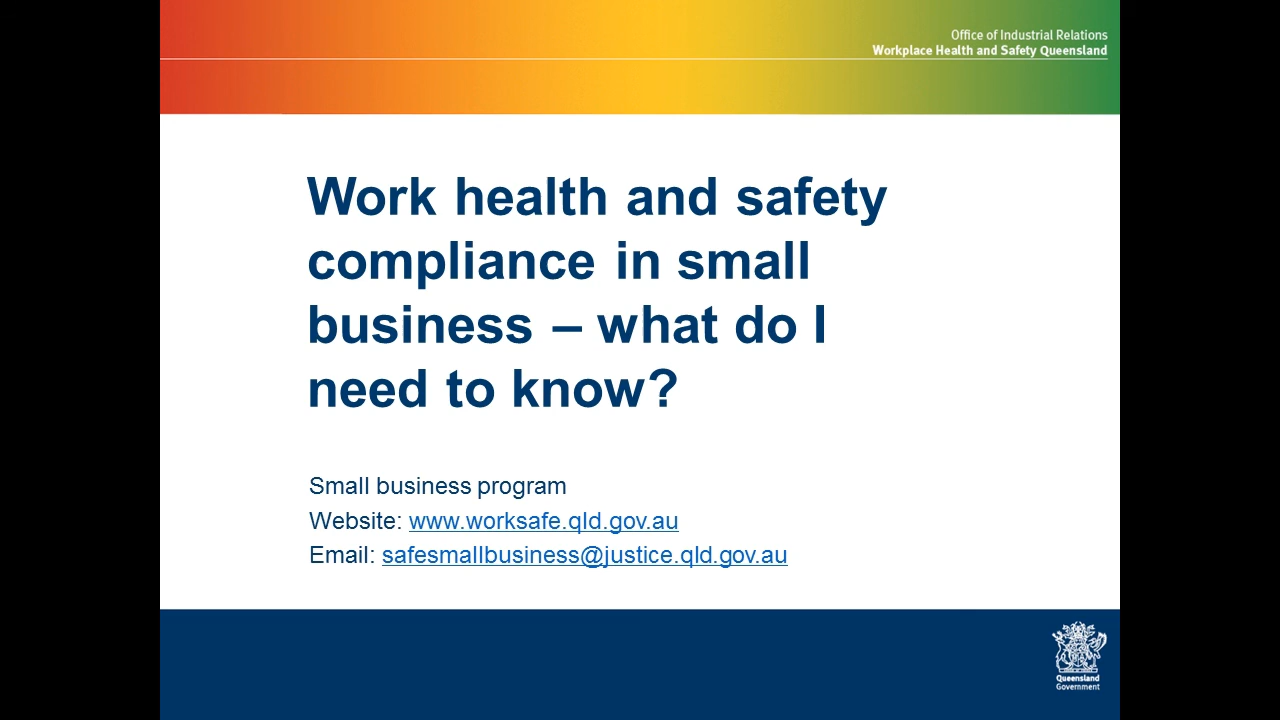 Office of Industrial Relations
Workplace Health and Safety Queensland
Work health and safety
compliance in small
business – what do I
need to know?
Small business program
Website: www.worksafe.qld.gov.au
Email: safesmallbusiness@justice.qld.gov.au
Queensland
Government